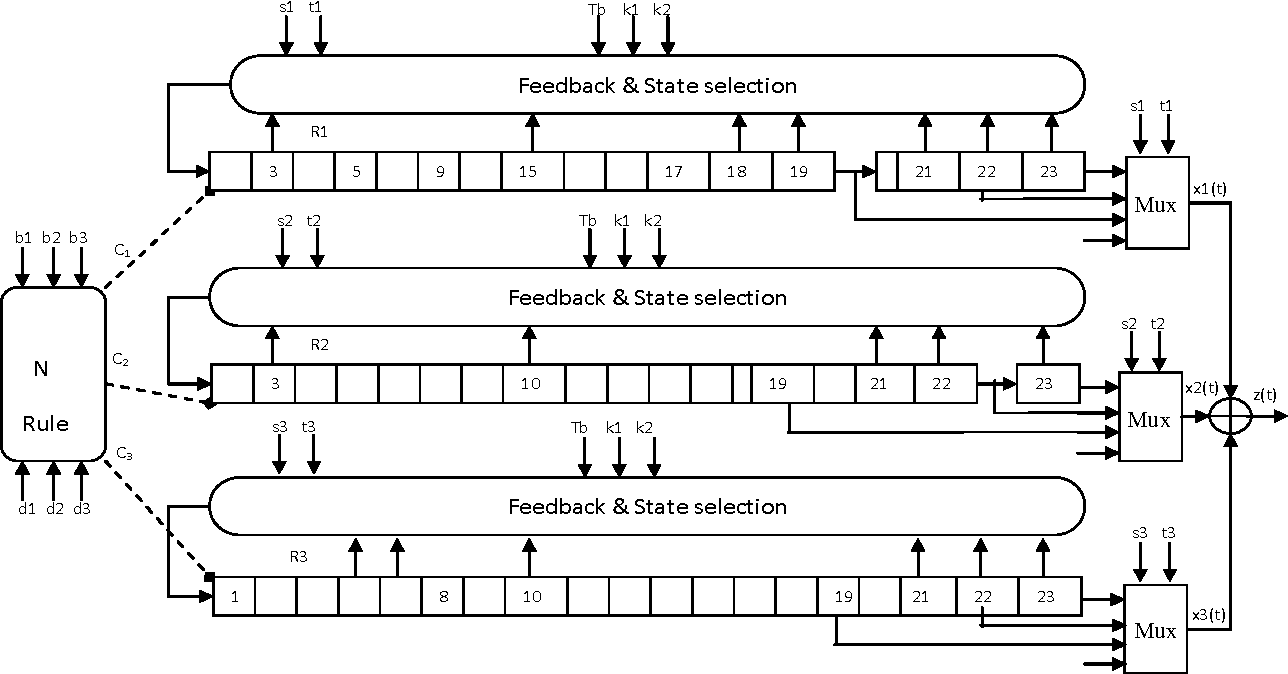 s1 t1 Tb k1 k2
Feedback & State selection
R1
3 5 9 15 17 18 19 21 22 23
s1 t1
Mux
x1(t)
s2 t2 Tb k1 k2
b1 b2 b3
C1
Feedback & State selection
R2
3 10 19 21 22 23
s2 t2
Mux
x2(t)
z(t)
N
Rule
C2
C3
d1 d2 d3
s3 t3 Tb k1 k2
Feedback & State selection
R3
1 8 10 19 21 22 23
s3 t3
Mux
x3(t)